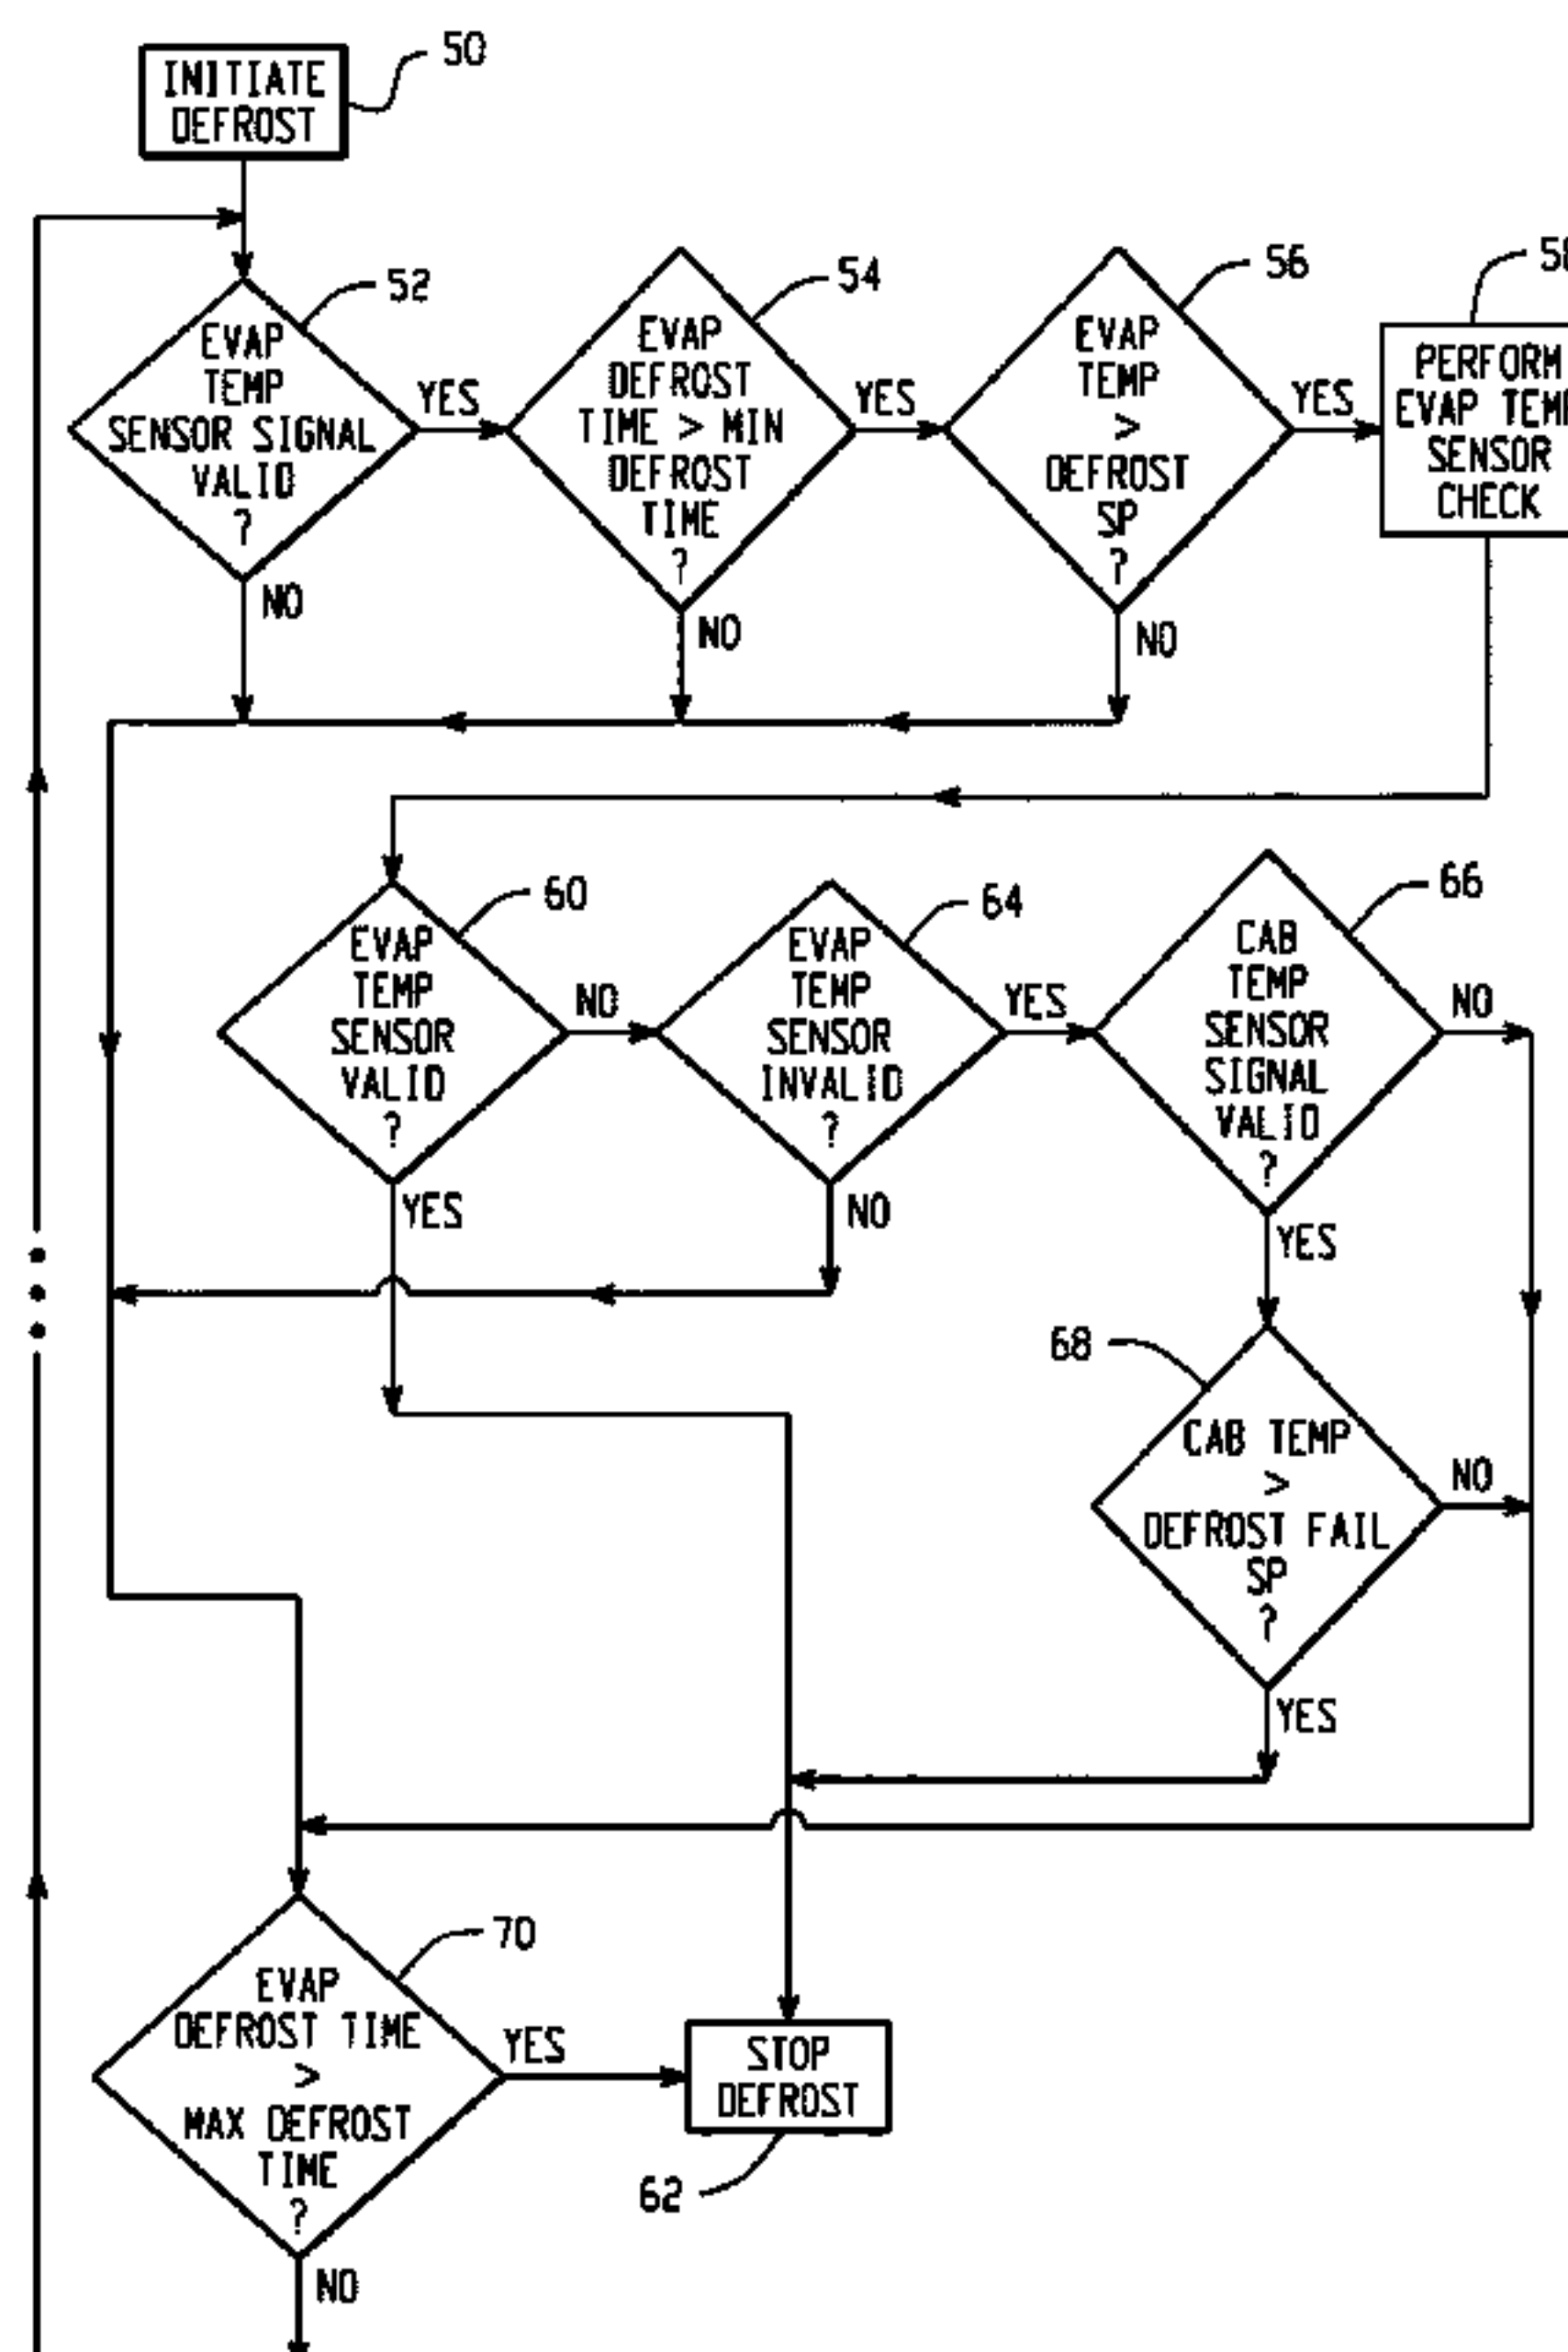 INITIATE
DEFROST
50
52
EVAP
TEMP
SENSOR SIGNAL
VALID
?
YES
NO
54
EVAP
DEFROST
TIME > MIN
DEFROST
TIME
?
YES
NO
56
EVAP
TEMP
>
DEFROST
SP
?
YES
NO
PERFORM
EVAP
SENSOR
CHECK
60
EVAP
TEMP
SENSOR
VALID
?
NO
YES
64
EVAP
TEMP
SENSOR
INVALID
?
YES
NO
66
CAB
TEMP
SENSOR
SIGNAL
VALID
?
NO
YES
68
CAB TEMP
>
DEFROST FAIL
SP
?
NO
YES
70
EVAP
DEFROST TIME
>
MAX DEFROST
TIME
?
YES
NO
STOP
DEFROST
62